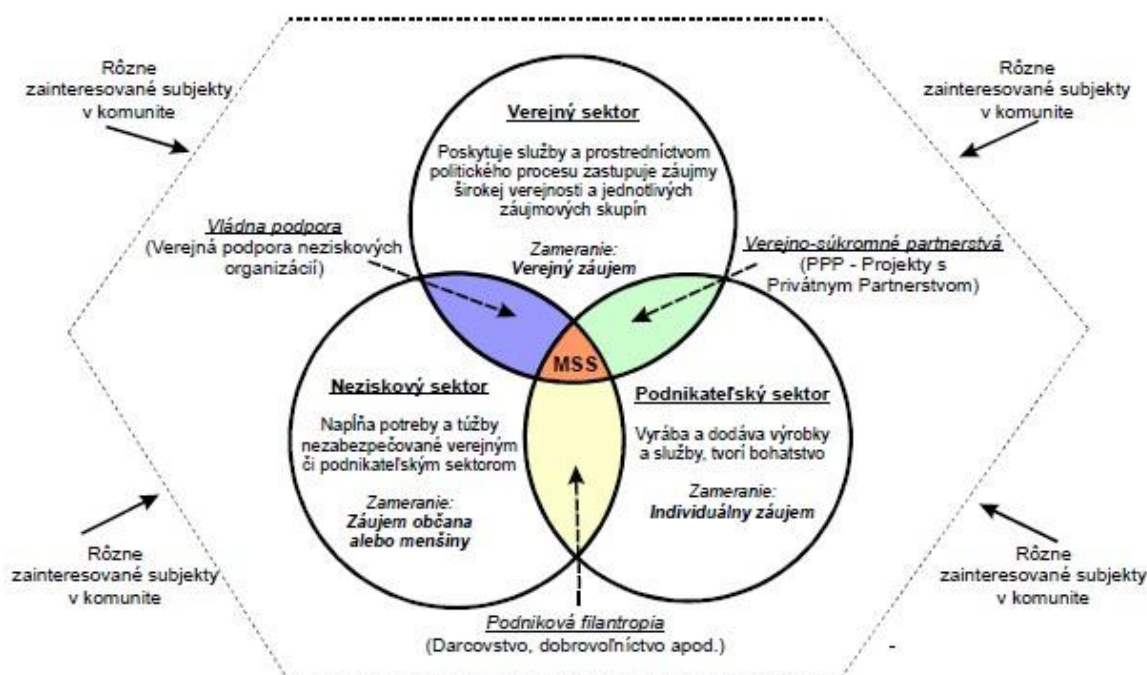 Rôzne
zainteresované subjekty
v komunite
Rôzne
zainteresované subjekty
v komunite
Verejný sektor
Poskytuje služby a prostredníctvom
politického procesu zastupuje záujmy
širokej verejnosti a jednotlivých
záujmových skupín
Zameranie:
Verejný záujem
Vládna podpora
(Verejná podpora neziskových
organizácií)
Verejno-súkromné partnerstvá
(PPP - Projekty s
Privátnym Partnerstvom)
MSS
Neziskový sektor
Napĺňa potreby a túžby
nezabezpečované verejným
či podnikateľským sektorom
Zameranie:
Záujem občana
alebo menšiny
Podnikateľský sektor
Vyrába a dodáva výrobky
a služby, tvorí bohatstvo
Zameranie:
Individuálny záujem
Rôzne
zainteresované subjekty
v komunite
Rôzne
zainteresované subjekty
v komunite
Podniková filantropia
(Darcovstvo, dobrovoľníctvo apod.)
-